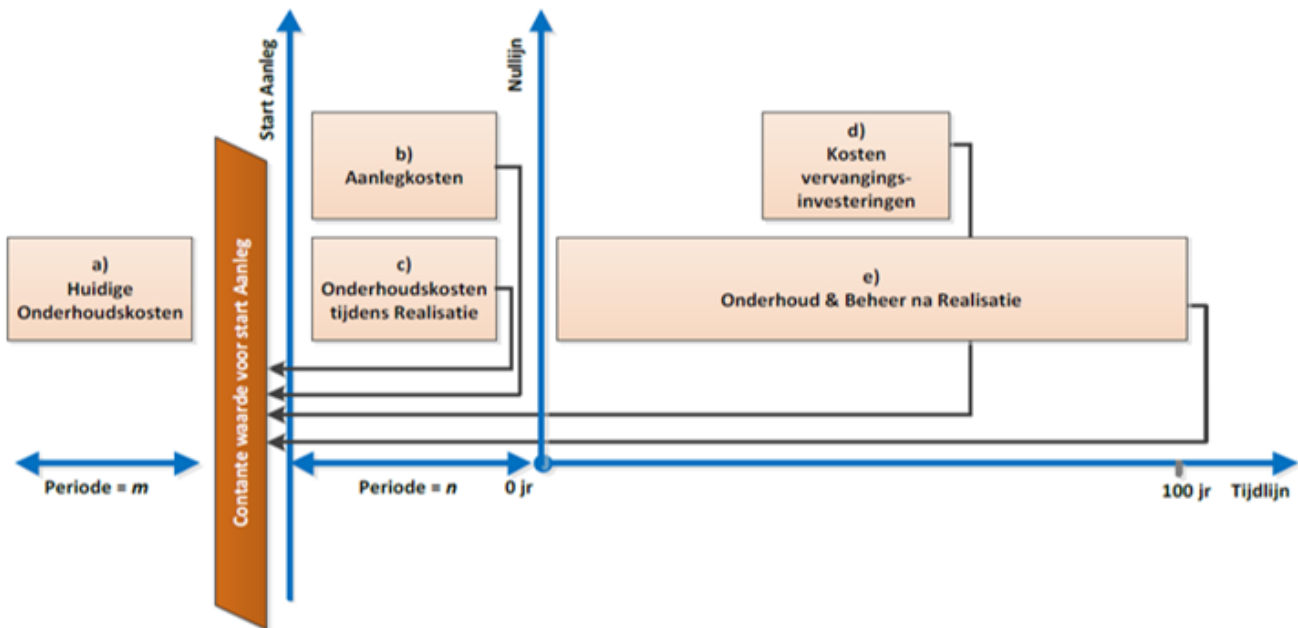 Start Aanleg
Nullijn
b)
Aanlegkosten
d)
Kosten
vervangings-
investeringen
a)
Huidige
Onderhoudskosten
Contante waarde voor start Aanleg
c)
Onderhoudskosten
tijdens Realisatie
e)
Onderhoud & Beheer na Realisatie
Periode = m
Periode = n
0 jr
100 jr
Tijdlijn